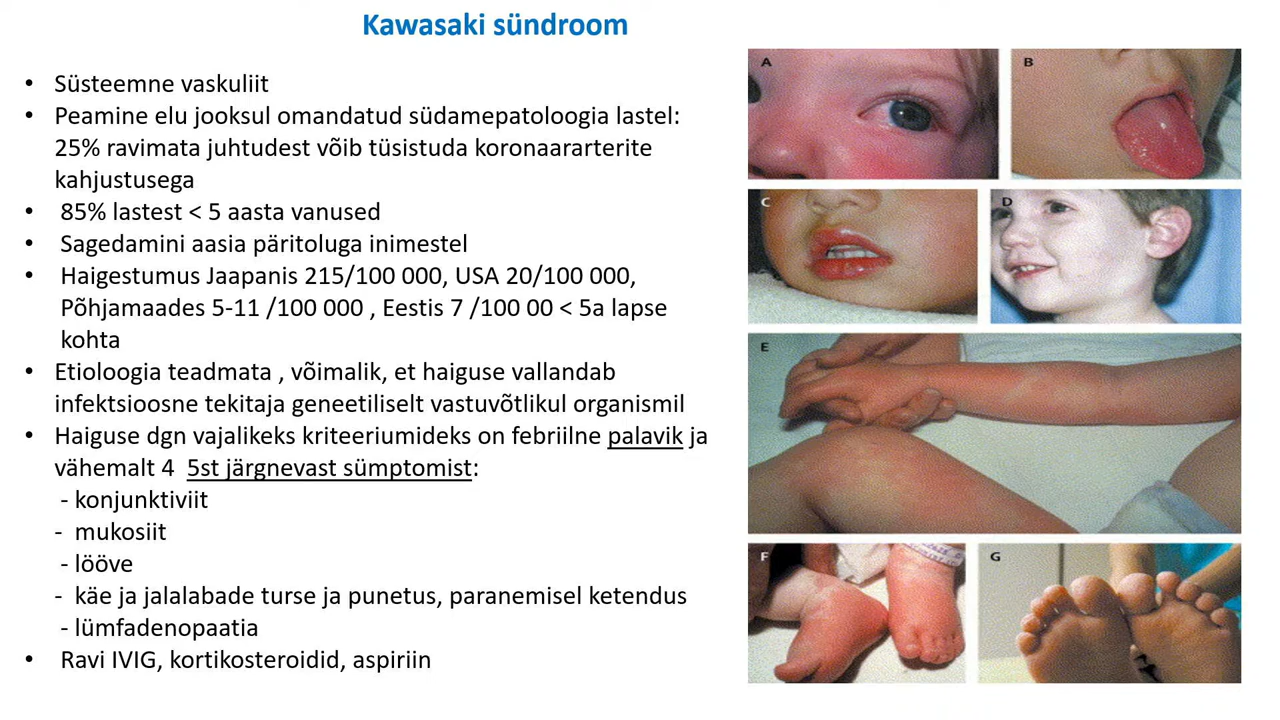 Kawasaki sündroom
• Süsteemne vaskuliit
• Peamine elu jooksul omandatud südamepatoloogia lastel:
25% ravimata juhtudest võib tüsistuda koronaararterite
kahjustusega
• 85% lastest < 5 aasta vanused
• Sagedamini aasia päritoluga inimestel
• Haigestumus Jaapanis 215/100 000, USA 20/100 000,
Põhjamaades 5-11 /100 000 , Eestis 7 /100 00 < 5a lapse
kohta
• Etioloogia teadmata , võimalik, et haiguse vallandab
infektsioosne tekitaja geneetiliselt vastuvõtlikul organismil
• Haiguse dgn vajalikeks kriteeriumideks on febriilne palavik ja
vähemalt 4 5st järgnevast sümptomist:
- konjunktiviit
- mukosiit
- lööve
- käe ja jalalabade turse ja punetus, paranemisel ketendus
- lümfadenopaatia
• Ravi IVIG, kortikosteroidid, aspiriin
A
B
C
D
E
F
G